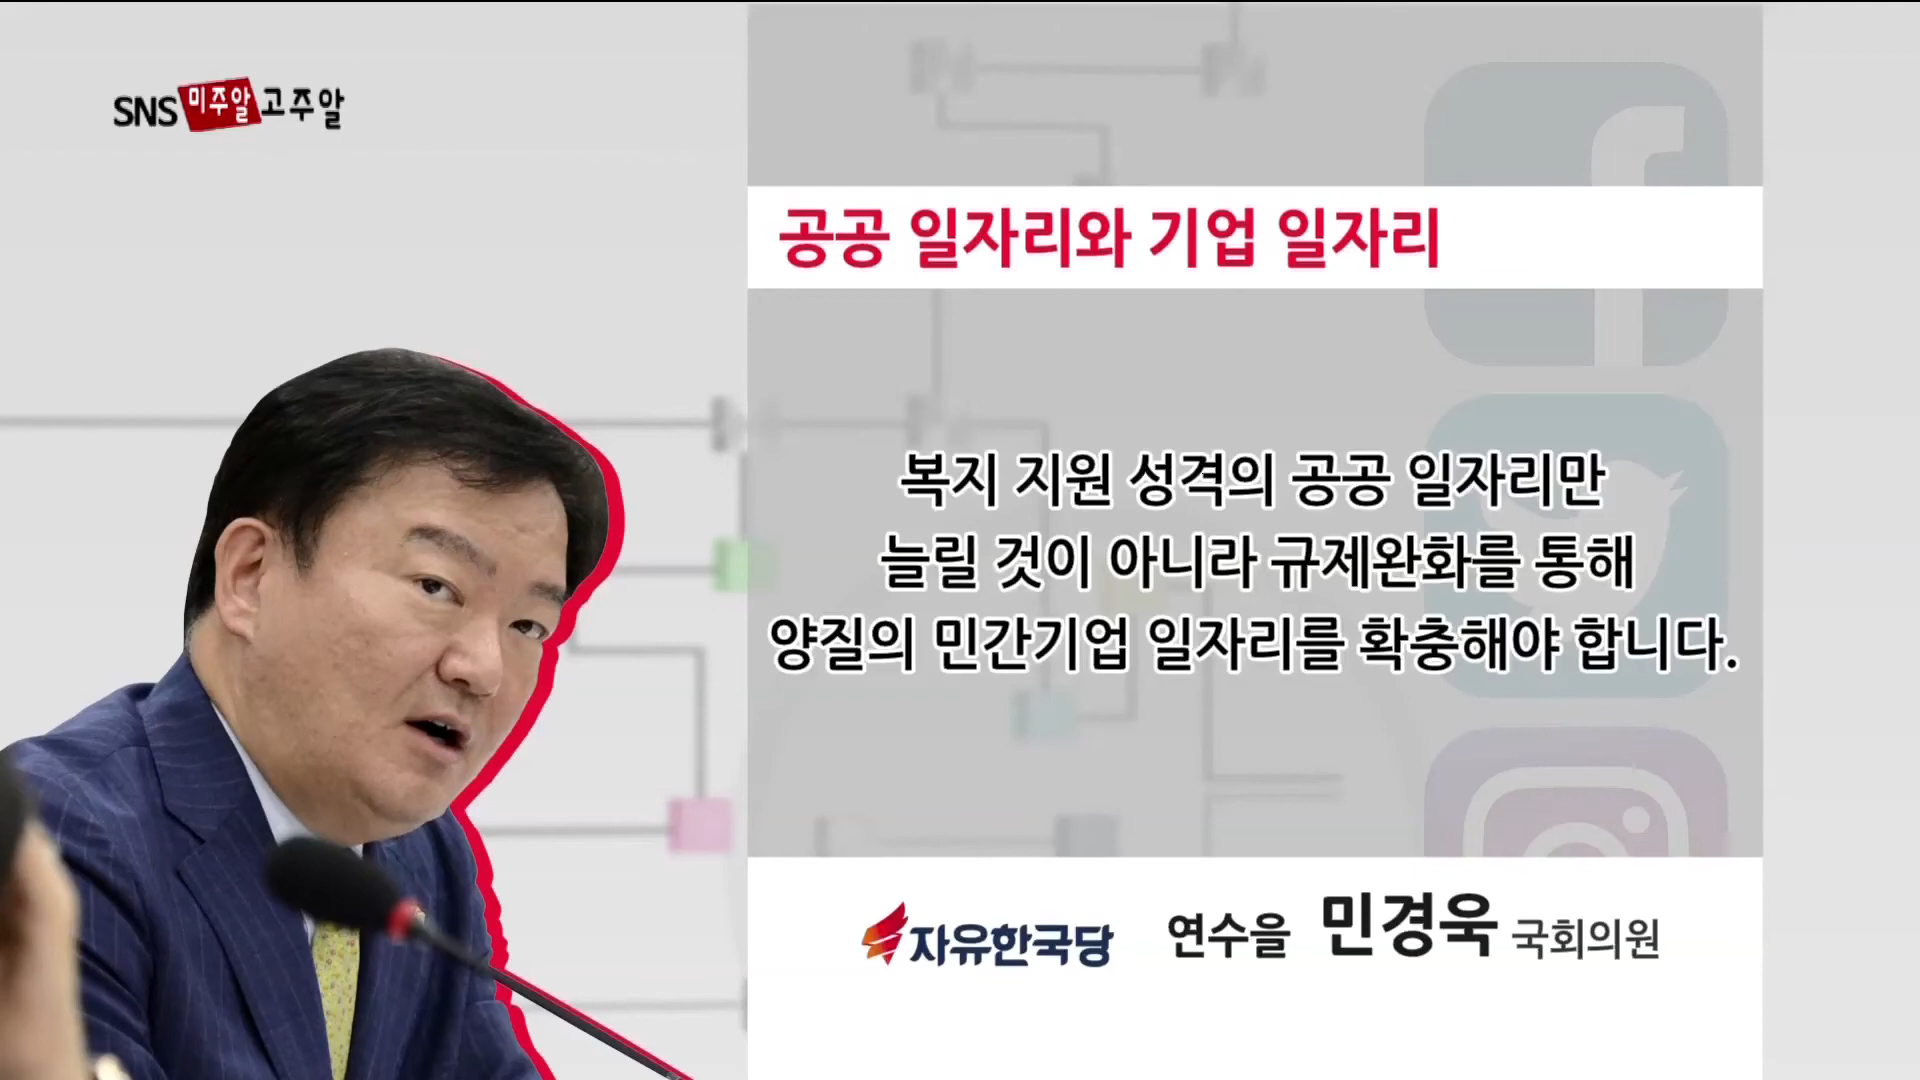 SNS 미주알 고주알
공공 일자리와 기업 일자리
복지 지원 성격의 공공 일자리만
늘릴 것이 아니라 규제완화를 통해
양질의 민간기업 일자리를 확충해야 합니다.
자유한국당 연수을 민경욱 국회의원